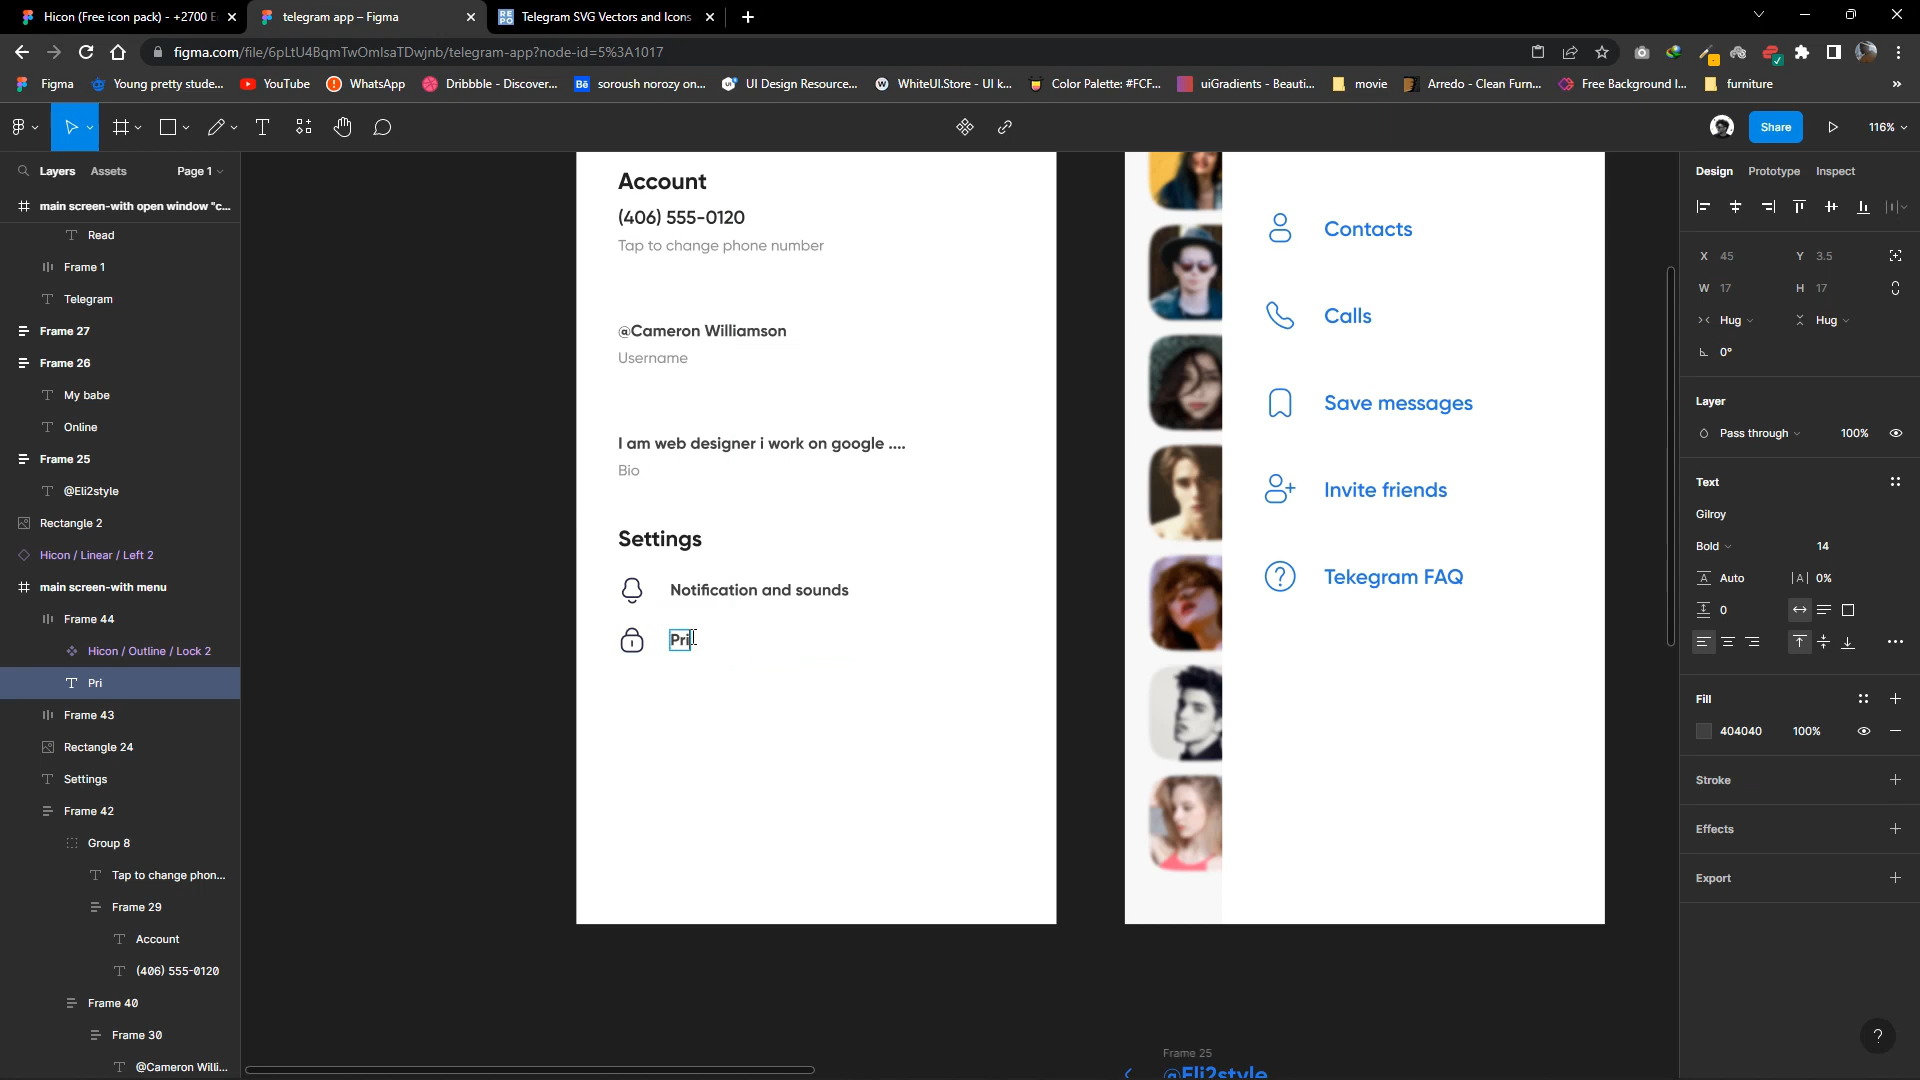 Hicon (Free icon pack) - +2700 E
telegram app – Figma
Telegram SVG Vectors and Icons
figma.com/file/6pLtU4BqmTwOmIsaTDwjnb/telegram-app?node-id=5%3A1017
Figma
Young pretty stude...
YouTube
WhatsApp
Dribbble - Discover...
soroush norozy on...
UI Design Resource...
WhiteUI.Store - UI k...
Color Palette: #FCF...
uiGradients - Beauti...
movie
Arredo - Clean Furn...
Free Background I...
furniture
Share
116%
Layers
Assets
Page 1
main screen-with open window "c...
Read
Frame 1
Telegram
Frame 27
Frame 26
My babe
Online
Frame 25
@Eli2style
Rectangle 2
Hicon / Linear / Left 2
main screen-with menu
Frame 44
Hicon / Outline / Lock 2
Pri
Frame 43
Rectangle 24
Settings
Frame 42
Group 8
Tap to change phon...
Frame 29
Account
(406) 555-0120
Frame 40
Frame 30
@Cameron Willi...
Account
(406) 555-0120
Tap to change phone number
@Cameron Williamson
Username
I am web designer i work on google ....
Bio
Settings
Notification and sounds
Pri
Contacts
Calls
Save messages
Invite friends
Tekegram FAQ
Frame 25
@Eli2style
Design
Prototype
Inspect
X 45
Y 3.5
W 17
H 17
Hug
Hug
0°
Layer
Pass through
100%
Text
Gilroy
Bold
14
Auto
0%
0
Fill
404040
100%
Stroke
Effects
Export
?